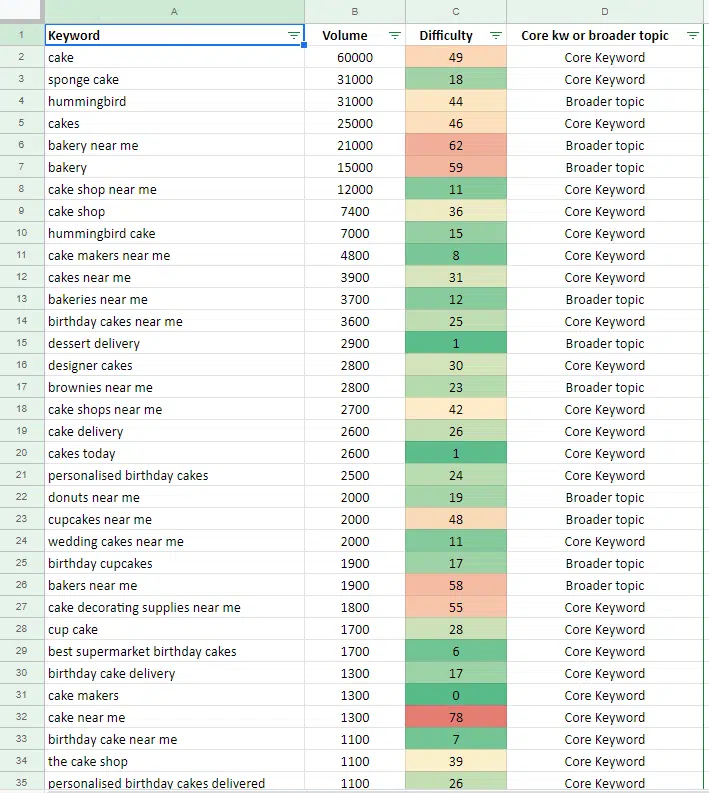 A B C D
1 Keyword Volume Difficulty Core kw or broader topic
2 cake 60000 49 Core Keyword
3 sponge cake 31000 18 Core Keyword
4 hummingbird 31000 44 Broader topic
5 cakes 25000 46 Core Keyword
6 bakery near me 21000 62 Broader topic
7 bakery 15000 59 Broader topic
8 cake shop near me 12000 11 Core Keyword
9 cake shop 7400 36 Core Keyword
10 hummingbird cake 7000 15 Core Keyword
11 cake makers near me 4800 8 Core Keyword
12 cakes near me 3900 31 Core Keyword
13 bakeries near me 3700 12 Broader topic
14 birthday cakes near me 3600 25 Core Keyword
15 dessert delivery 2900 1 Broader topic
16 designer cakes 2800 30 Core Keyword
17 brownies near me 2800 23 Broader topic
18 cake shops near me 2700 42 Core Keyword
19 cake delivery 2600 26 Core Keyword
20 cakes today 2600 1 Core Keyword
21 personalised birthday cakes 2500 24 Core Keyword
22 donuts near me 2000 19 Broader topic
23 cupcakes near me 2000 48 Broader topic
24 wedding cakes near me 2000 11 Core Keyword
25 birthday cupcakes 1900 17 Broader topic
26 bakers near me 1900 58 Broader topic
27 cake decorating supplies near me 1800 55 Core Keyword
28 cup cake 1700 28 Core Keyword
29 best supermarket birthday cakes 1700 6 Core Keyword
30 birthday cake delivery 1300 17 Core Keyword
31 cake makers 1300 0 Core Keyword
32 cake near me 1300 78 Core Keyword
33 birthday cake near me 1100 7 Core Keyword
34 the cake shop 1100 39 Core Keyword
35 personalised birthday cakes delivered 1100 26 Core Keyword